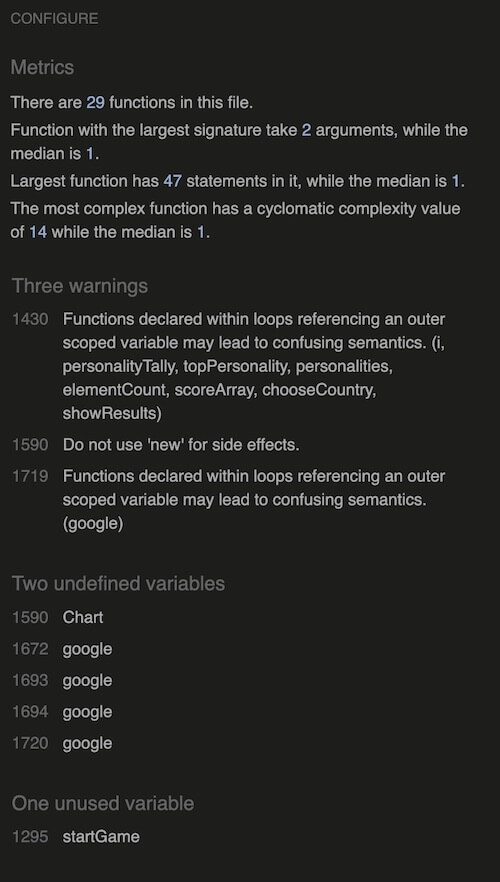 CONFIGURE
Metrics
There are 29 functions in this file.
Function with the largest signature take 2 arguments, while the
median is 1.
Largest function has 47 statements in it, while the median is 1.
The most complex function has a cyclomatic complexity value
of 14 while the median is 1.
Three warnings
1430 Functions declared within loops referencing an outer
scoped variable may lead to confusing semantics. (i,
personalityTally, topPersonality, personalities,
elementCount, scoreArray, chooseCountry,
showResults)
1590 Do not use 'new' for side effects.
1719 Functions declared within loops referencing an outer
scoped variable may lead to confusing semantics.
(google)
Two undefined variables
1590 Chart
1672 google
1693 google
1694 google
1720 google
One unused variable
1295 startGame